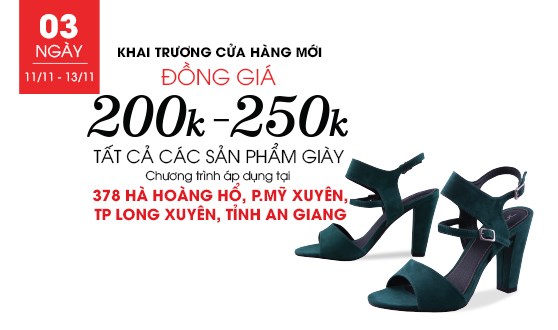 03
NGÀY
11/11 - 13/11
KHAI TRƯƠNG CỬA HÀNG MỚI
ĐỒNG GIÁ
200k - 250k
TẤT CẢ CÁC SẢN PHẨM GIÀY
Chương trình áp dụng tại
378 HÀ HOÀNG HỔ, P.MỸ XUYÊN,
TP LONG XUYÊN, TỈNH AN GIANG